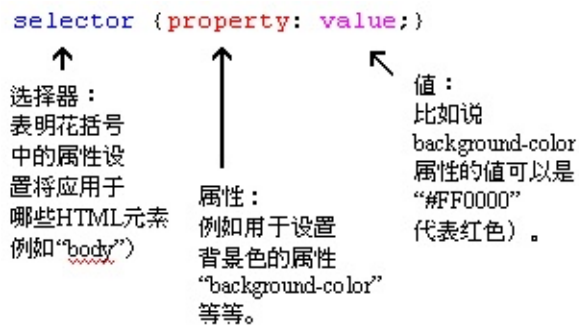 selector {property: value;}
选择器：
表明花括号
中的属性设
置将应用于
哪些HTML元素
例如“body”）
属性：
例如用于设置
背景色的属性
“background-color”
等等。
值：
比如说
background-color
属性的值可以是
“#FF0000”
代表红色）。